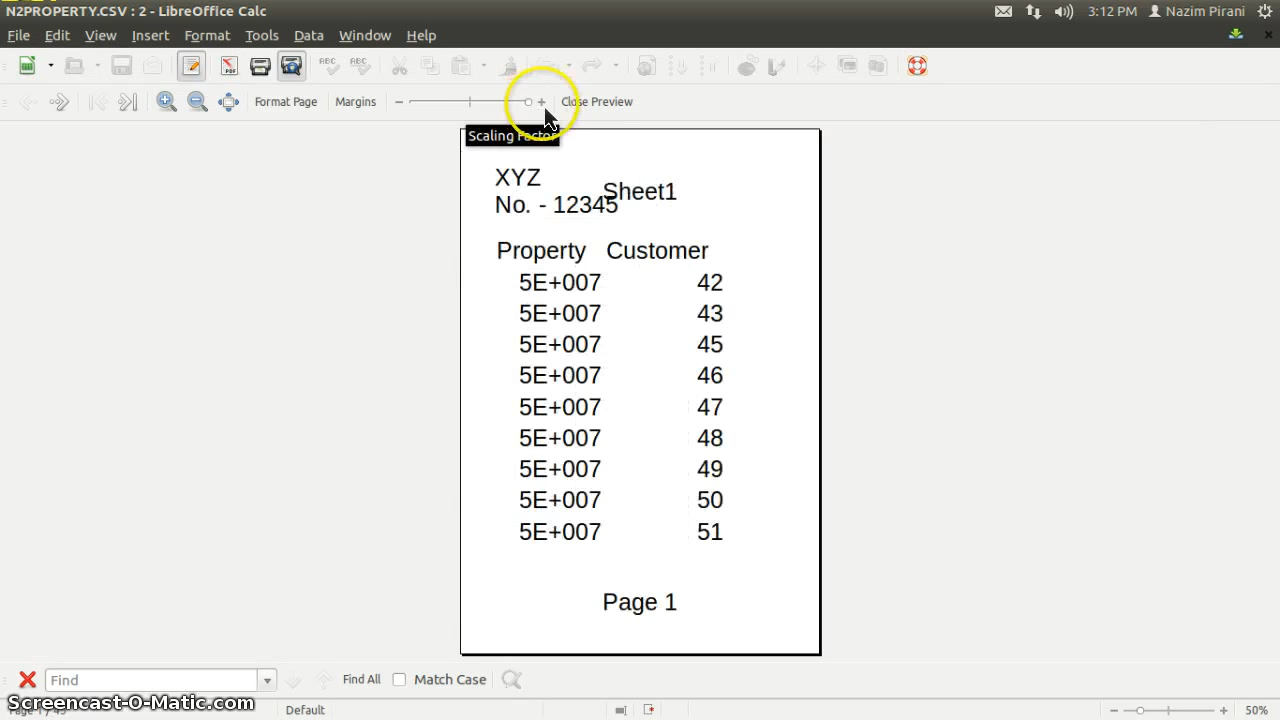 N2PROPERTY.CSV : 2 - LibreOffice Calc
3:12 PM
Nazim Pirani
File Edit View Insert Format Tools Data Window Help
Format Page Margins Close Preview
Scaling Factor
XYZ
No. - 12345
Sheet1
Property Customer
5E+007 42
5E+007 43
5E+007 45
5E+007 46
5E+007 47
5E+007 48
5E+007 49
5E+007 50
5E+007 51
Page 1
Find
Find All
Match Case
Screencast-O-Matic.com
Default
50%